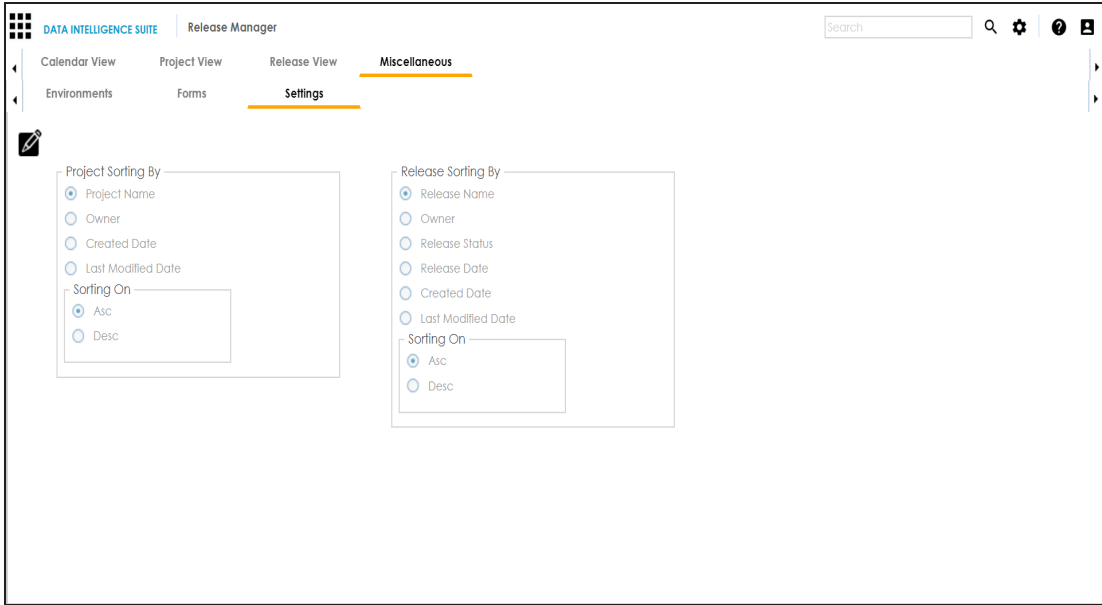 DATA INTELLIGENCE SUITE Release Manager Search
Calendar View Project View Release View Miscellaneous
Environments Forms Settings
Project Sorting By
Project Name
Owner
Created Date
Last Modified Date
Sorting On
Asc
Desc
Release Sorting By
Release Name
Owner
Release Status
Release Date
Created Date
Last Modified Date
Sorting On
Asc
Desc